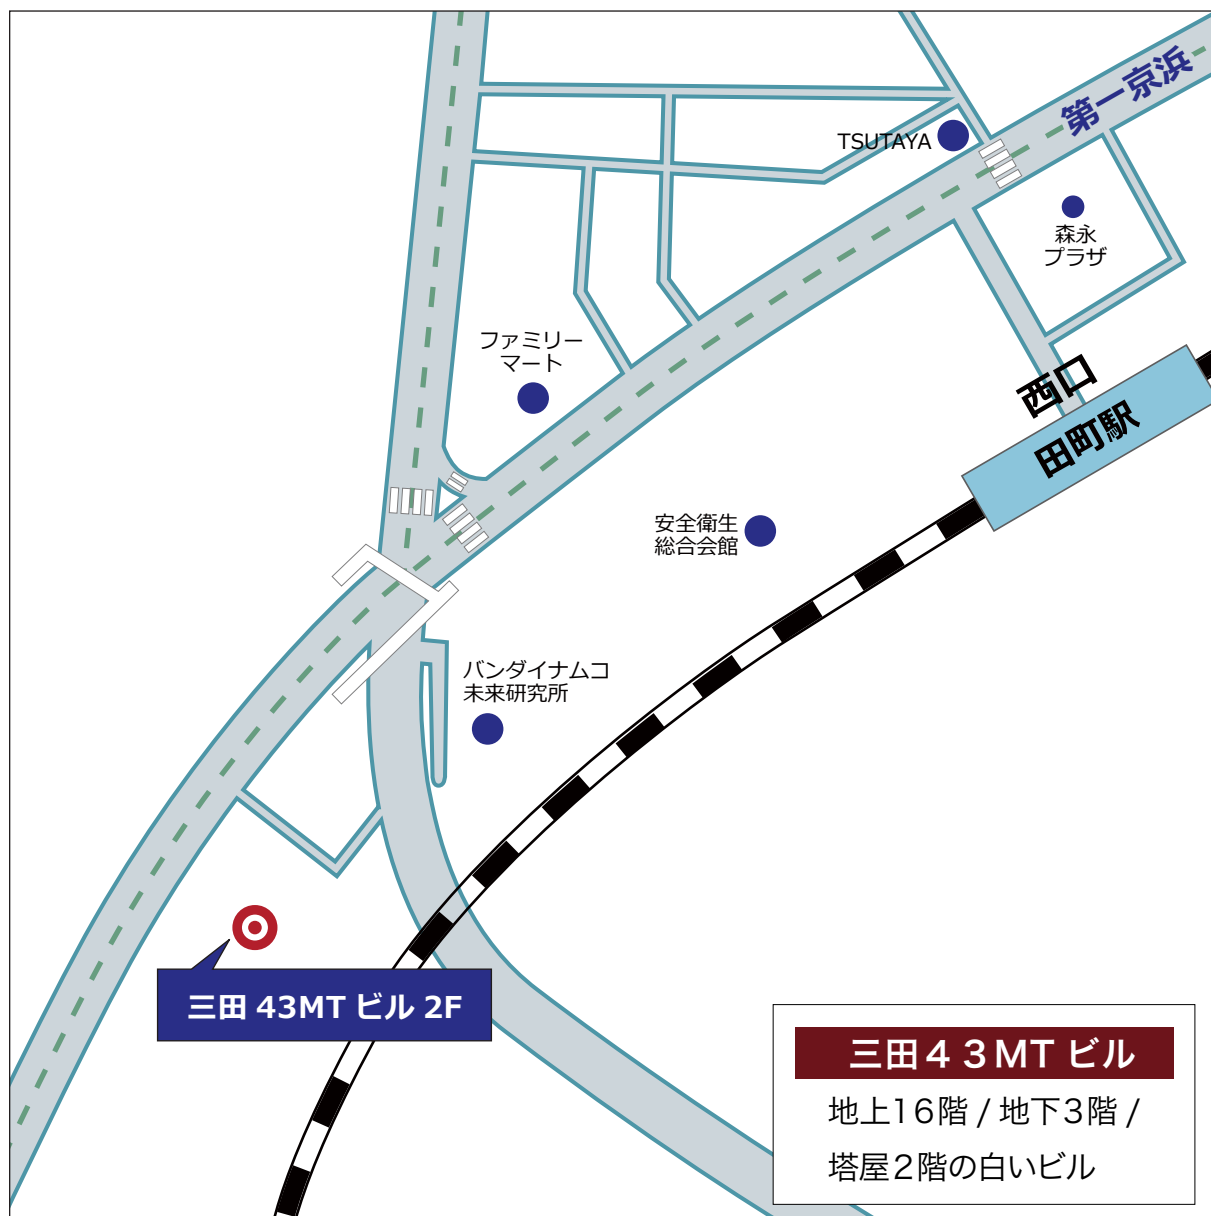 第一京浜
TSUTAYA
森永
プラザ
ファミリー
マート
西口
田町駅
安全衛生
総合会館
バンダイナムコ
未来研究所
三田 43MT ビル 2F
三田４３MT ビル
地上16階 / 地下3階 /
塔屋2階の白いビル